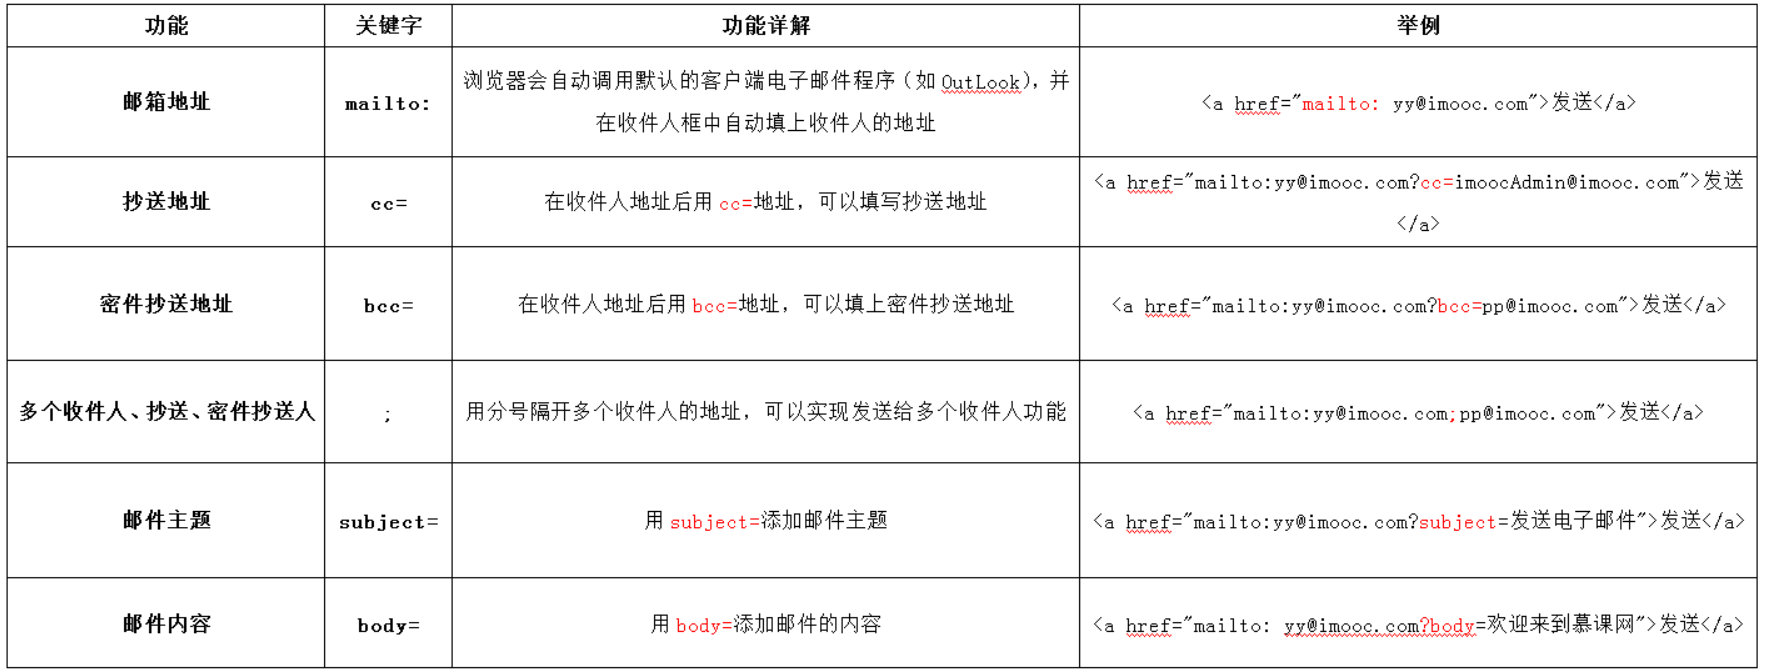 功能 关键字 功能详解 举例
邮箱地址 mailto: 浏览器会自动调用默认的客户端电子邮件程序（如 OutLook），并
在收件人框中自动填上收件人的地址 <a href="mailto: yy@imooc.com">发送</a>
抄送地址 cc= 在收件人地址后用 cc=地址，可以填写抄送地址 <a href="mailto:yy@imooc.com?cc=imoocAdmin@imooc.com">发送
</a>
密件抄送地址 bcc= 在收件人地址后用 bcc=地址，可以填上密件抄送地址 <a href="mailto:yy@imooc.com?bcc=pp@imooc.com">发送</a>
多个收件人、抄送、密件抄送人 ; 用分号隔开多个收件人的地址，可以实现发送给多个收件人功能 <a href="mailto:yy@imooc.com;pp@imooc.com">发送</a>
邮件主题 subject= 用 subject=添加邮件主题 <a href="mailto:yy@imooc.com?subject=发送电子邮件">发送</a>
邮件内容 body= 用 body=添加邮件的内容 <a href="mailto: yy@imooc.com?body=欢迎来到慕课网">发送</a>